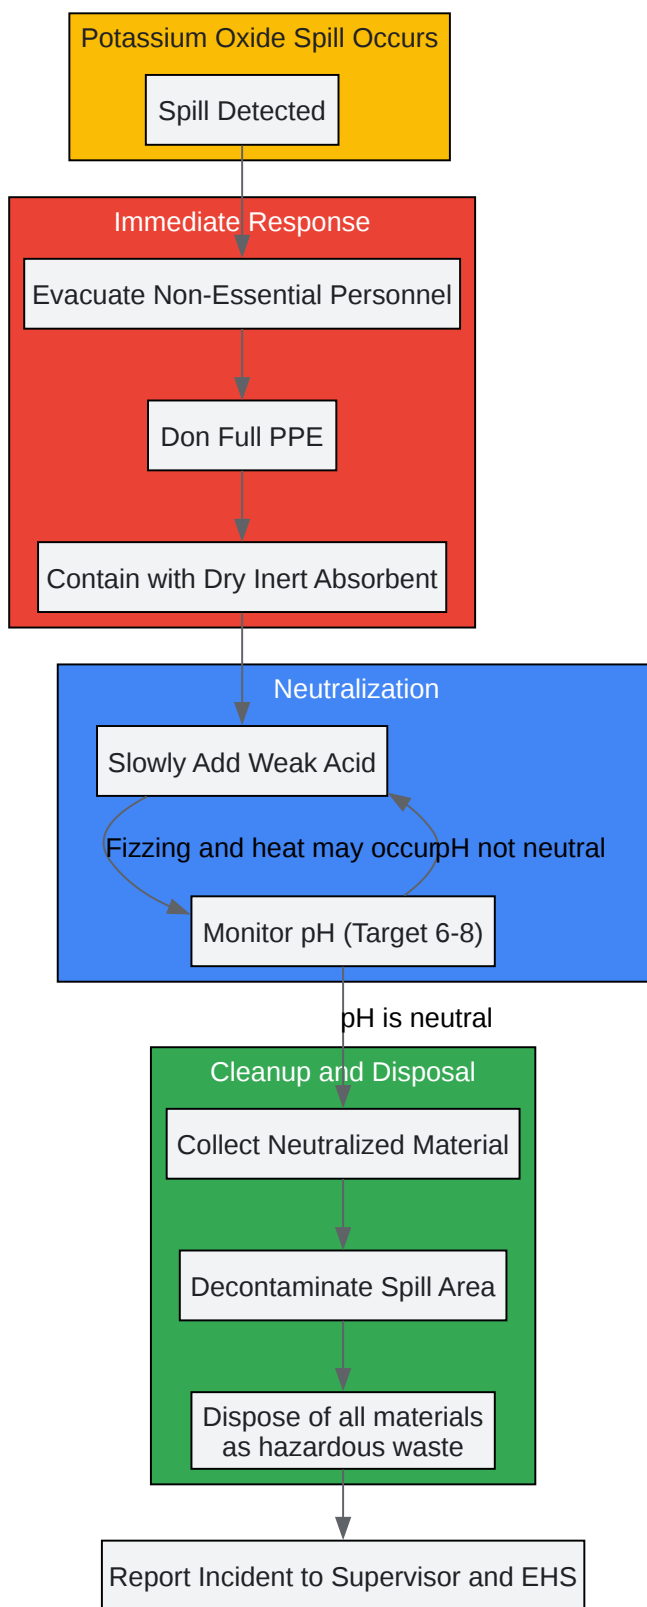 Potassium Oxide Spill Occurs
Spill Detected
Immediate Response
Evacuate Non-Essential Personnel
Don Full PPE
Contain with Dry Inert Absorbent
Neutralization
Slowly Add Weak Acid
Fizzing and heat may occur
pH not neutral
Monitor pH (Target 6-8)
pH is neutral
Cleanup and Disposal
Collect Neutralized Material
Decontaminate Spill Area
Dispose of all materials
as hazardous waste
Report Incident to Supervisor and EHS